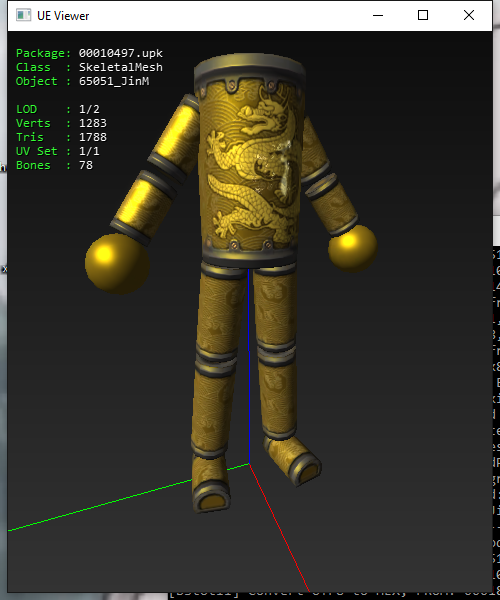 UE Viewer
Package: 00010497.upk
Class : SkeletalMesh
Object : 65051_JinM
LOD : 1/2
Verts : 1283
Tris : 1788
UV Set : 1/1
Bones : 78